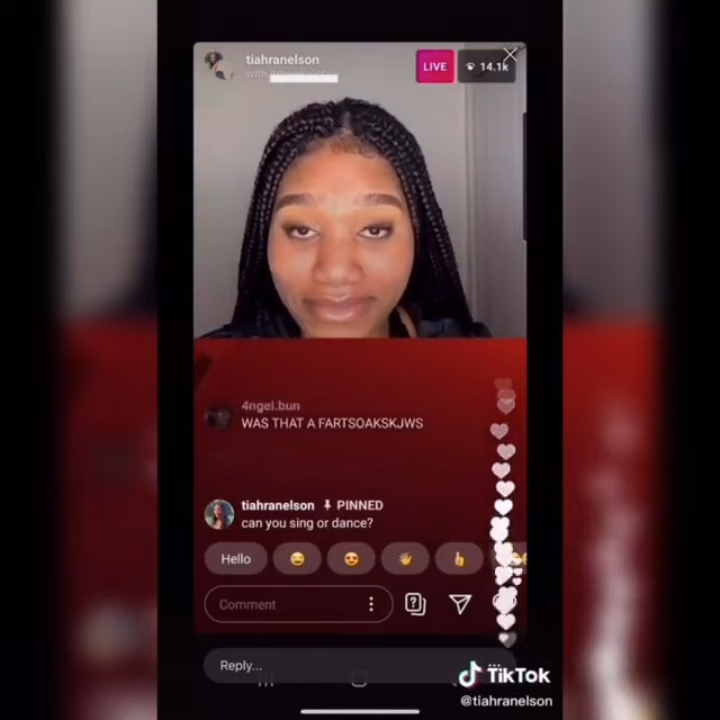 tiahranelson
with
LIVE
14.1k
4ngel.bun
WAS THAT A FARTSOAKSKJWS
tiahranelson PINNED
can you sing or dance?
Hello
Comment
Reply...
TikTok
@tiahranelson